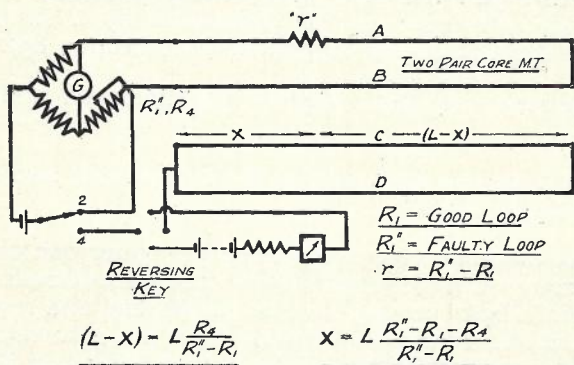 "r"
A
TWO PAIR CORE M.T.
G
B
R₁", R₄
X
C
(L-X)
D
2
4
REVERSING
KEY
R₁ = GOOD LOOP
R₁" = FAULTY LOOP
r = R₁" - R₁
(L-X) = L R₄ / R₁" - R₁
X = L R₁" - R₁ - R₄ / R₁" - R₁